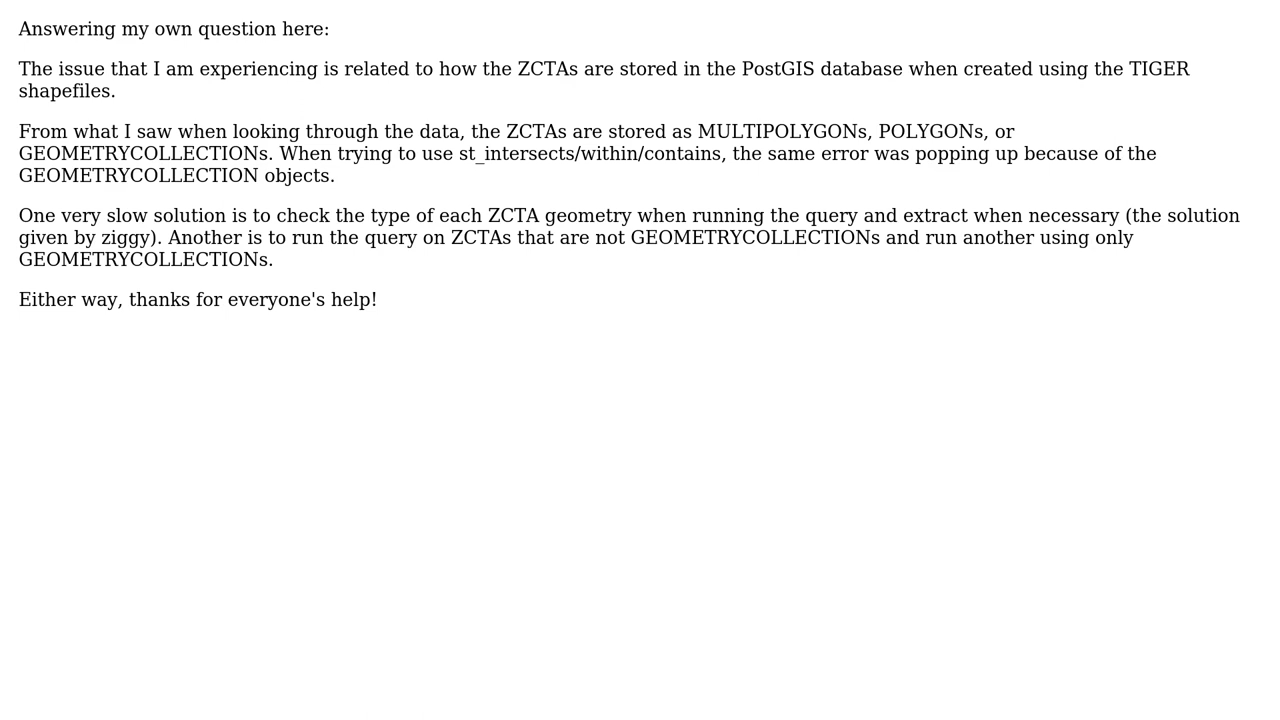 Answering my own question here:
The issue that I am experiencing is related to how the ZCTAs are stored in the PostGIS database when created using the TIGER
shapefiles.
From what I saw when looking through the data, the ZCTAs are stored as MULTIPOLYGONs, POLYGONs, or
GEOMETRYCOLLECTIONs. When trying to use st_intersects/within/contains, the same error was popping up because of the
GEOMETRYCOLLECTION objects.
One very slow solution is to check the type of each ZCTA geometry when running the query and extract when necessary (the solution
given by ziggy). Another is to run the query on ZCTAs that are not GEOMETRYCOLLECTIONs and run another using only
GEOMETRYCOLLECTIONs.
Either way, thanks for everyone's help!